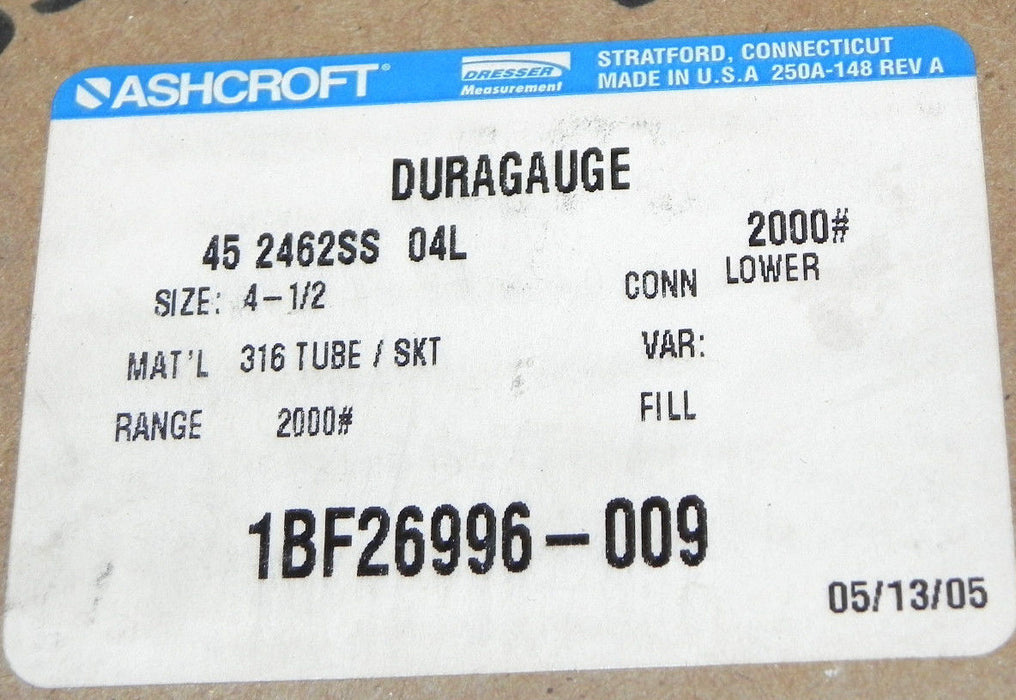 ASHCROFT®
DRESSER
Measurement
STRATFORD, CONNECTICUT
MADE IN U.S.A 250A-148 REV A
DURAGAUGE
45 2462SS 04L 2000#
SIZE: 4-1/2 CONN LOWER
MAT'L 316 TUBE / SKT VAR:
RANGE 2000# FILL
1BF26996-009
05/13/05